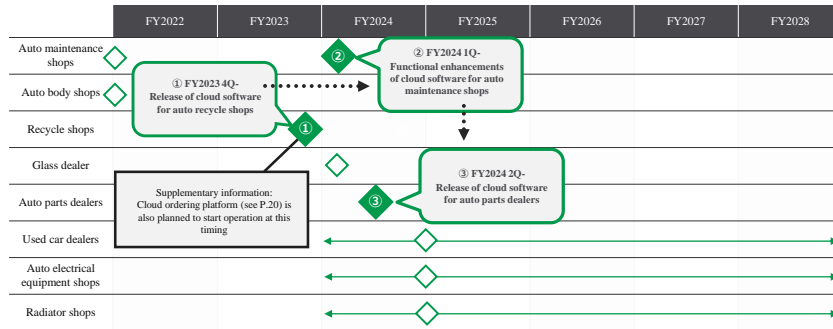 FY2022 FY2023 FY2024 FY2025 FY2026 FY2027 FY2028
Auto maintenance
shops
②
② FY2024 1Q-
Functional enhancements
of cloud software for auto
maintenance shops
Auto body shops
① FY2023 4Q-
Release of cloud software
for auto recycle shops
Recycle shops
①
Glass dealer
Supplementary information:
Cloud ordering platform (see P.20) is
also planned to start operation at this
timing
③ FY2024 2Q-
Release of cloud software
for auto parts dealers
Auto parts dealers
③
Used car dealers
Auto electrical
equipment shops
Radiator shops